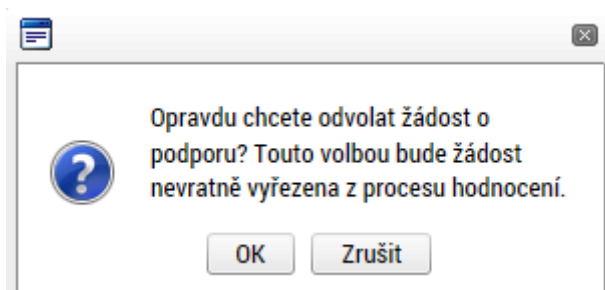 Opravdu chcete odvolat žádost o
podporu? Touto volbou bude žádost
nevratně vyřezena z procesu hodnocení.
OK
Zrušit